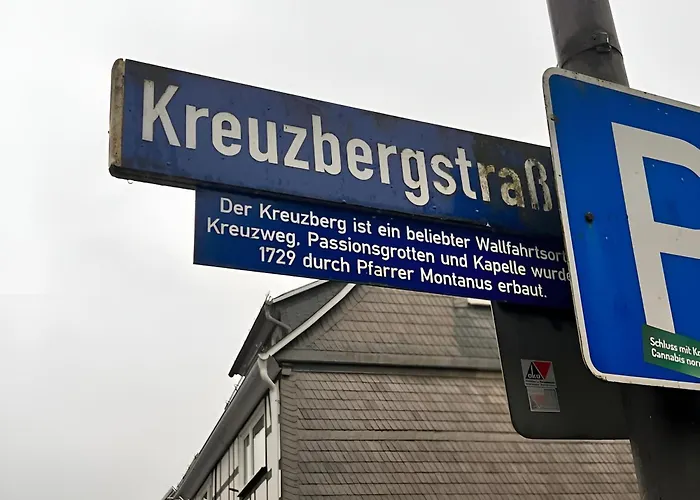 Kreuzbergstraß
Der Kreuzberg ist ein beliebter Wallfahrtsort
Kreuzweg, Passionsgrotten und Kapelle wurde
1729 durch Pfarrer Montanus erbaut.
P
Schluss mit
Cannabis